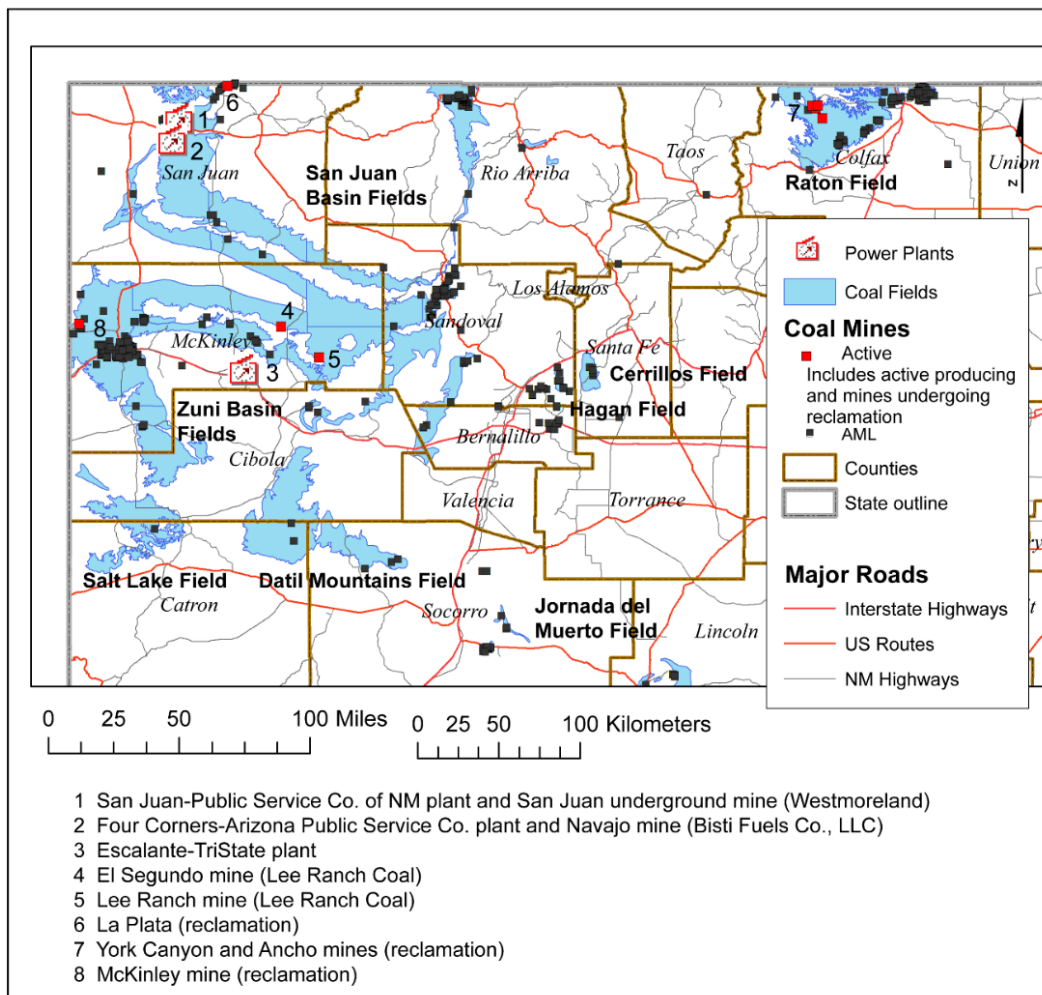 6
1
2
San Juan
San Juan
Basin Fields
Rio Arriba
Taos
7
Colfax
Raton Field
Union
N
Los Alamos
Sandoval
4
8
McKinley
5
3
Santa Fe
Cerrillos Field
Hagan Field
Zuni Basin
Fields
Bernalillo
Cibola
Valencia
Torrance
Salt Lake Field
Datil Mountains Field
Catron
Socorro
Jornada del
Muerto Field
Lincoln
Power Plants
Coal Fields
Coal Mines
Active
Includes active producing
and mines undergoing
reclamation
AML
Counties
State outline
Major Roads
Interstate Highways
US Routes
NM Highways
0 25 50 100 Miles
0 25 50 100 Kilometers
1 San Juan-Public Service Co. of NM plant and San Juan underground mine (Westmoreland)
2 Four Corners-Arizona Public Service Co. plant and Navajo mine (Bisti Fuels Co., LLC)
3 Escalante-TriState plant
4 El Segundo mine (Lee Ranch Coal)
5 Lee Ranch mine (Lee Ranch Coal)
6 La Plata (reclamation)
7 York Canyon and Ancho mines (reclamation)
8 McKinley mine (reclamation)